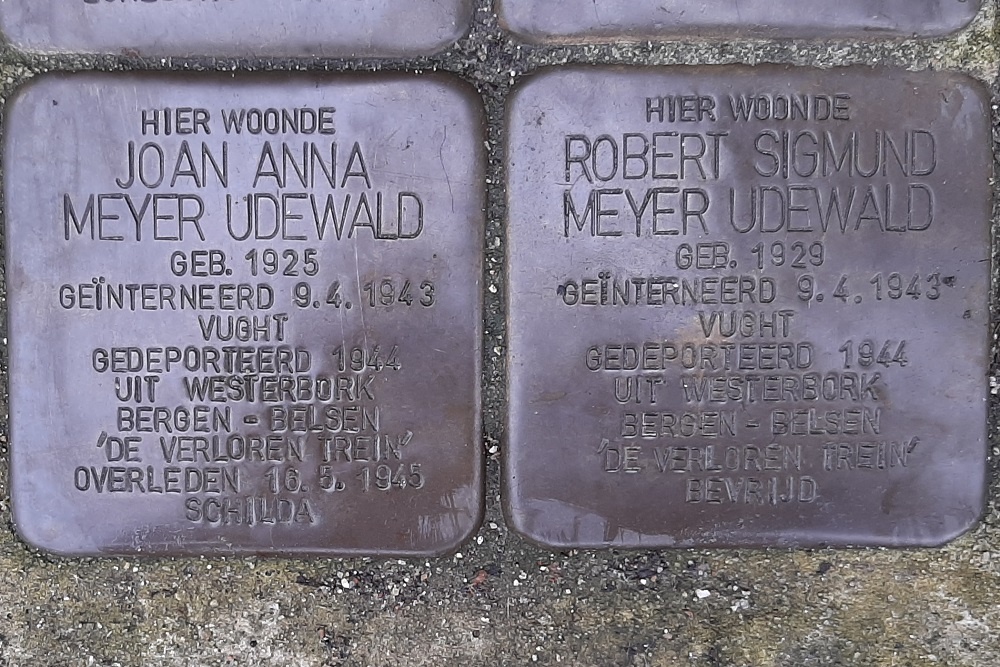 HIER WOONDE
JOAN ANNA
MEYER UDEWALD
GEB. 1925
GEÏNTERNEERD 9.4.1943
VUGHT
GEDEPORTEERD 1944
UIT WESTERBORK
BERGEN - BELSEN
'DE VERLOREN TREIN'
OVERLEDEN 16.5.1945
SCHILDA
HIER WOONDE
ROBERT SIGMUND
MEYER UDEWALD
GEB. 1929
GEÏNTERNEERD 9.4.1943
VUGHT
GEDEPORTEERD 1944
UIT WESTERBORK
BERGEN - BELSEN
'DE VERLOREN TREIN'
BEVRIJD